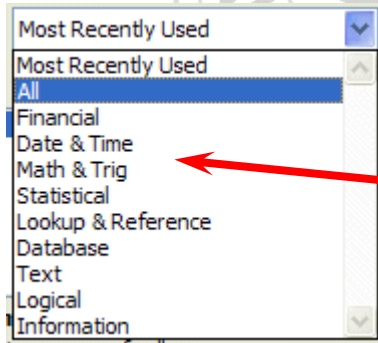 Most Recently Used
Most Recently Used
All
Financial
Date & Time
Math & Trig
Statistical
Lookup & Reference
Database
Text
Logical
Information